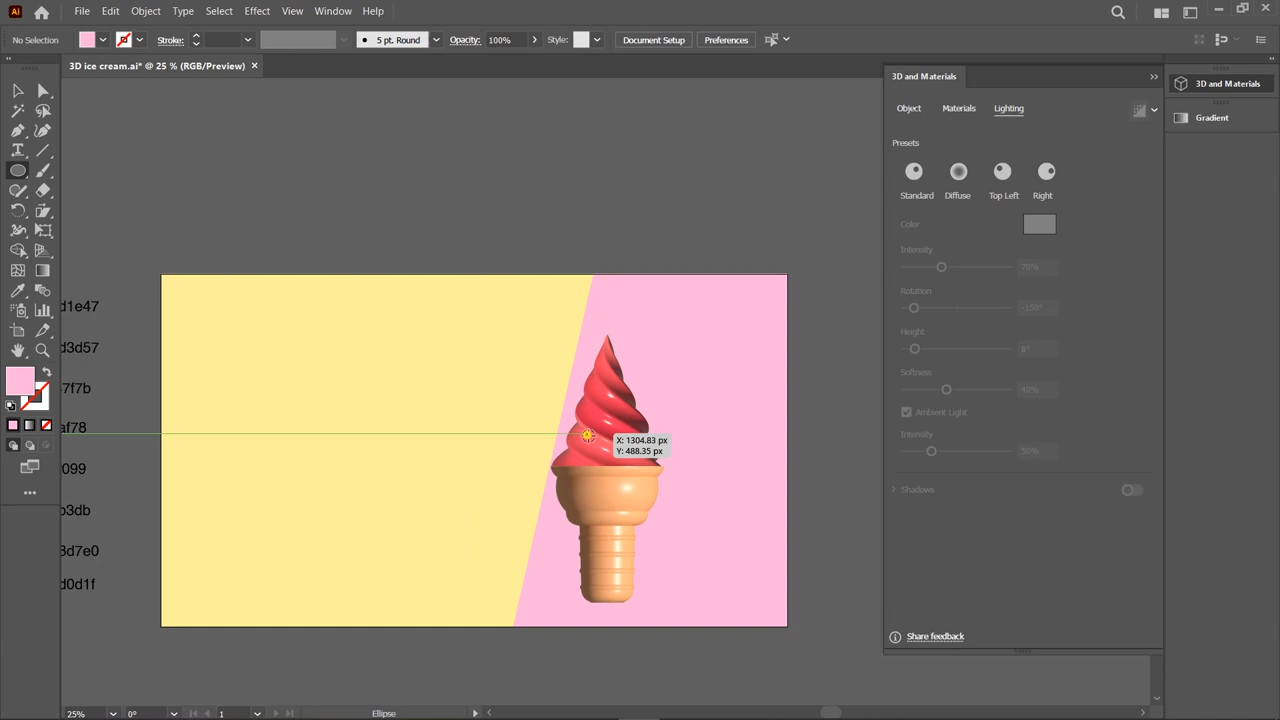 Ai
File Edit Object Type Select Effect View Window Help
No Selection Stroke: 5 pt. Round Opacity: 100% Style: Document Setup Preferences
3D ice cream.ai* @ 25 % (RGB/Preview)
3D and Materials
3D and Materials
Object Materials Lighting
Gradient
Presets
Standard Diffuse Top Left Right
Color
Intensity
70%
Rotation
-150°
Height
8°
Softness
40%
Ambient Light
Intensity
50%
Shadows
Share feedback
d1e47
d3d57
7f7b
af78
7099
b3db
3d7e0
d0d1f
X: 1304.83 px
Y: 488.35 px
25% 0° 1 Ellipse